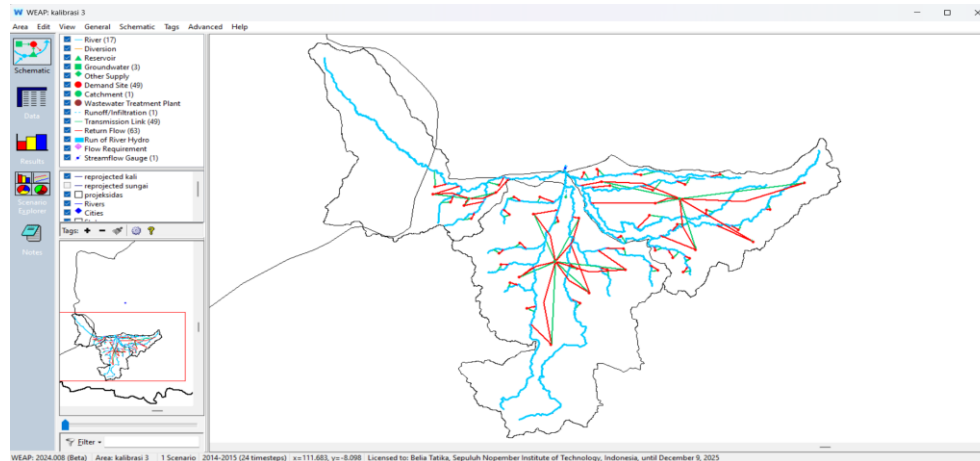 WEAP: kalibrasi 3
Area Edit View General Schematic Tags Advanced Help
Schematic
Data
Results
Scenario
Explorer
Notes
River (17)
Diversion
Reservoir
Groundwater (3)
Other Supply
Demand Site (49)
Catchment (1)
Wastewater Treatment Plant
Runoff/Infiltration (1)
Transmission Link (49)
Return Flow (63)
Run of River Hydro
Flow Requirement
Streamflow Gauge (1)
reprojected kali
reprojected sungai
projeksidas
Rivers
Cities
Tags:
Filter
WEAP: 2024.008 (Beta) Area: kalibrasi 3 1 Scenario 2014-2015 (24 timesteps) x=111.683, y=-8.098 Licensed to: Belia Tatika, Sepuluh Nopember Institute of Technology, Indonesia, until December 9, 2025